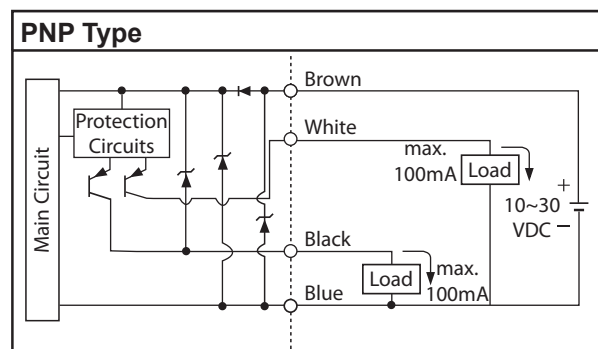 PNP Type
Main Circuit
Protection
Circuits
Brown
White
max.
100mA
Load
10~30
VDC
+
−
Black
Load
max.
100mA
Blue